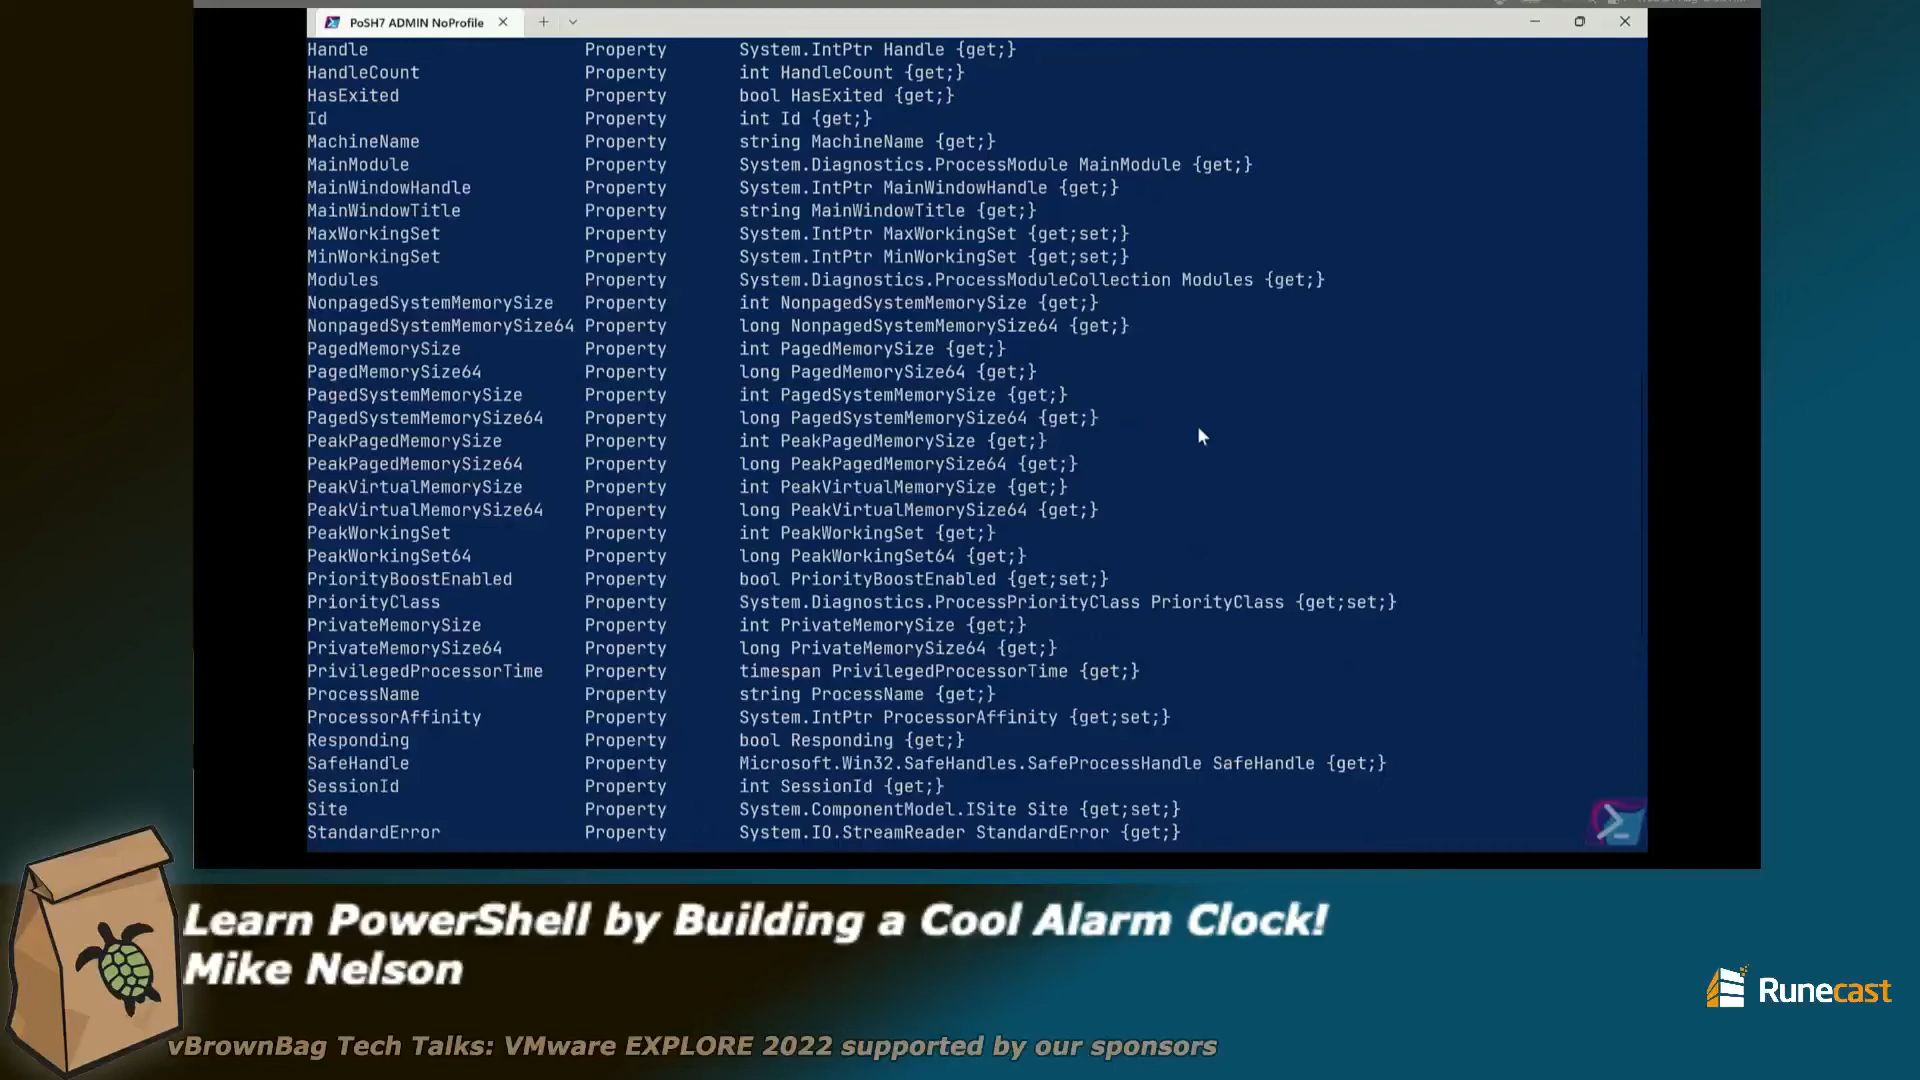 PoSH7 ADMIN NoProfile
Handle Property System.IntPtr Handle {get;}
HandleCount Property int HandleCount {get;}
HasExited Property bool HasExited {get;}
Id Property int Id {get;}
MachineName Property string MachineName {get;}
MainModule Property System.Diagnostics.ProcessModule MainModule {get;}
MainWindowHandle Property System.IntPtr MainWindowHandle {get;}
MainWindowTitle Property string MainWindowTitle {get;}
MaxWorkingSet Property System.IntPtr MaxWorkingSet {get;set;}
MinWorkingSet Property System.IntPtr MinWorkingSet {get;set;}
Modules Property System.Diagnostics.ProcessModuleCollection Modules {get;}
NonpagedSystemMemorySize Property int NonpagedSystemMemorySize {get;}
NonpagedSystemMemorySize64 Property long NonpagedSystemMemorySize64 {get;}
PagedMemorySize Property int PagedMemorySize {get;}
PagedMemorySize64 Property long PagedMemorySize64 {get;}
PagedSystemMemorySize Property int PagedSystemMemorySize {get;}
PagedSystemMemorySize64 Property long PagedSystemMemorySize64 {get;}
PeakPagedMemorySize Property int PeakPagedMemorySize {get;}
PeakPagedMemorySize64 Property long PeakPagedMemorySize64 {get;}
PeakVirtualMemorySize Property int PeakVirtualMemorySize {get;}
PeakVirtualMemorySize64 Property long PeakVirtualMemorySize64 {get;}
PeakWorkingSet Property int PeakWorkingSet {get;}
PeakWorkingSet64 Property long PeakWorkingSet64 {get;}
PriorityBoostEnabled Property bool PriorityBoostEnabled {get;set;}
PriorityClass Property System.Diagnostics.ProcessPriorityClass PriorityClass {get;set;}
PrivateMemorySize Property int PrivateMemorySize {get;}
PrivateMemorySize64 Property long PrivateMemorySize64 {get;}
PrivilegedProcessorTime Property timespan PrivilegedProcessorTime {get;}
ProcessName Property string ProcessName {get;}
ProcessorAffinity Property System.IntPtr ProcessorAffinity {get;set;}
Responding Property bool Responding {get;}
SafeHandle Property Microsoft.Win32.SafeHandles.SafeProcessHandle SafeHandle {get;}
SessionId Property int SessionId {get;}
Site Property System.ComponentModel.ISite Site {get;set;}
StandardError Property System.IO.StreamReader StandardError {get;}
Learn PowerShell by Building a Cool Alarm Clock!
Mike Nelson
Runecast
vBrownBag Tech Talks: VMware EXPLORE 2022 supported by our sponsors